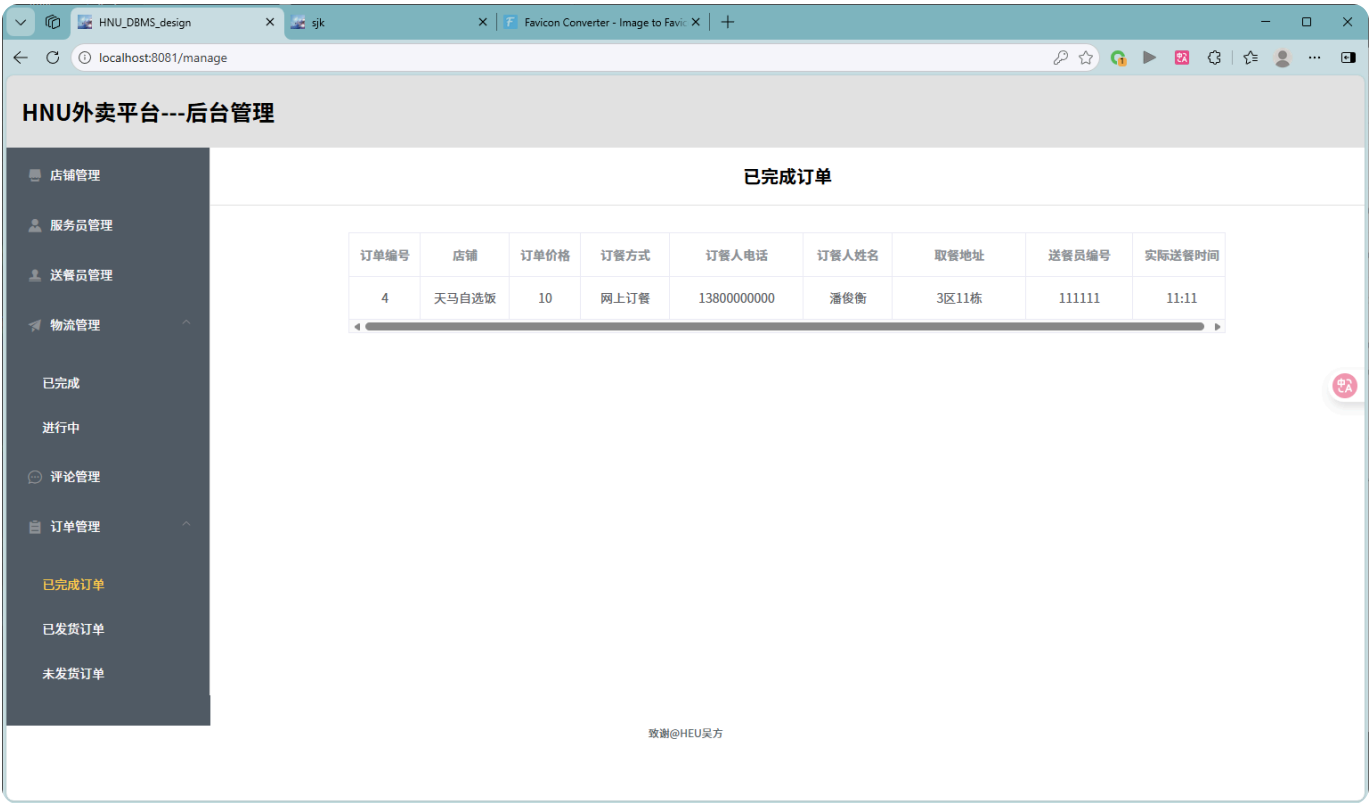 HNU_DBMS_design
sjk
Favicon Converter - Image to Favic
localhost:8081/manage
HNU外卖平台---后台管理
店铺管理
服务员管理
送餐员管理
物流管理
已完成
进行中
评论管理
订单管理
已完成订单
已发货订单
未发货订单
已完成订单
订单编号 店铺 订单价格 订餐方式 订餐人电话 订餐人姓名 取餐地址 送餐员编号 实际送餐时间
4 天马自选饭 10 网上订餐 13800000000 潘俊衡 3区11栋 111111 11:11
致谢@HEU吴方